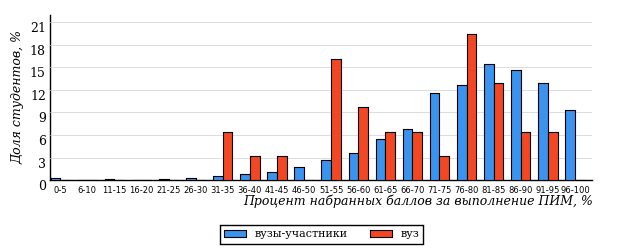 Доля студентов, %
21
18
15
12
9
6
3
0
0-5 6-10 11-15 16-20 21-25 26-30 31-35 36-40 41-45 46-50 51-55 56-60 61-65 66-70 71-75 76-80 81-85 86-90 91-95 96-100
Процент набранных баллов за выполнение ПИМ, %
вузы-участники вуз